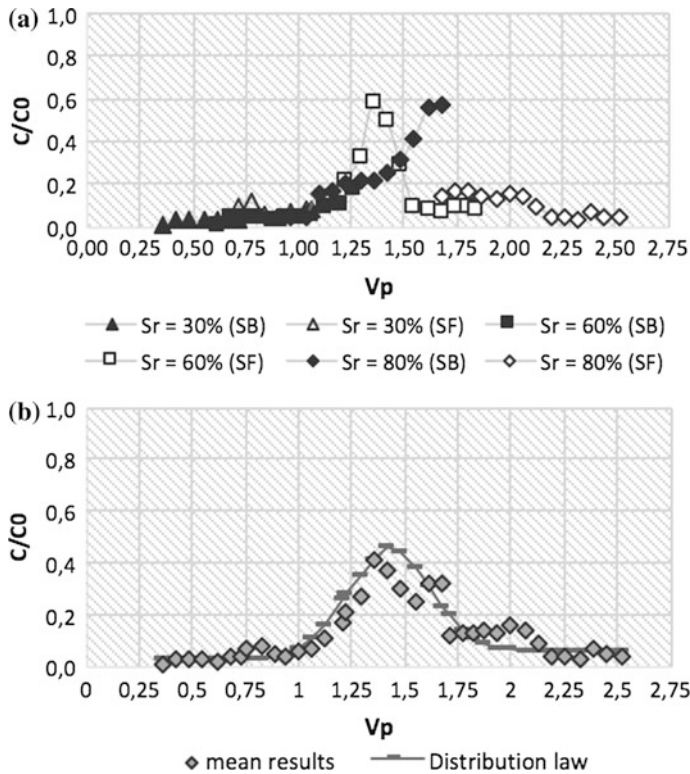 (a)
1,0
0,8
0,6
0,4
0,2
0,0
C/C0
0,00 0,25 0,50 0,75 1,00 1,25 1,50 1,75 2,00 2,25 2,50 2,75
Vp
Sr = 30% (SB) Sr = 30% (SF) Sr = 60% (SB)
Sr = 60% (SF) Sr = 80% (SB) Sr = 80% (SF)
(b)
1,0
0,8
0,6
0,4
0,2
0,0
C/C0
0 0,25 0,5 0,75 1 1,25 1,5 1,75 2 2,25 2,5 2,75
Vp
mean results Distribution law